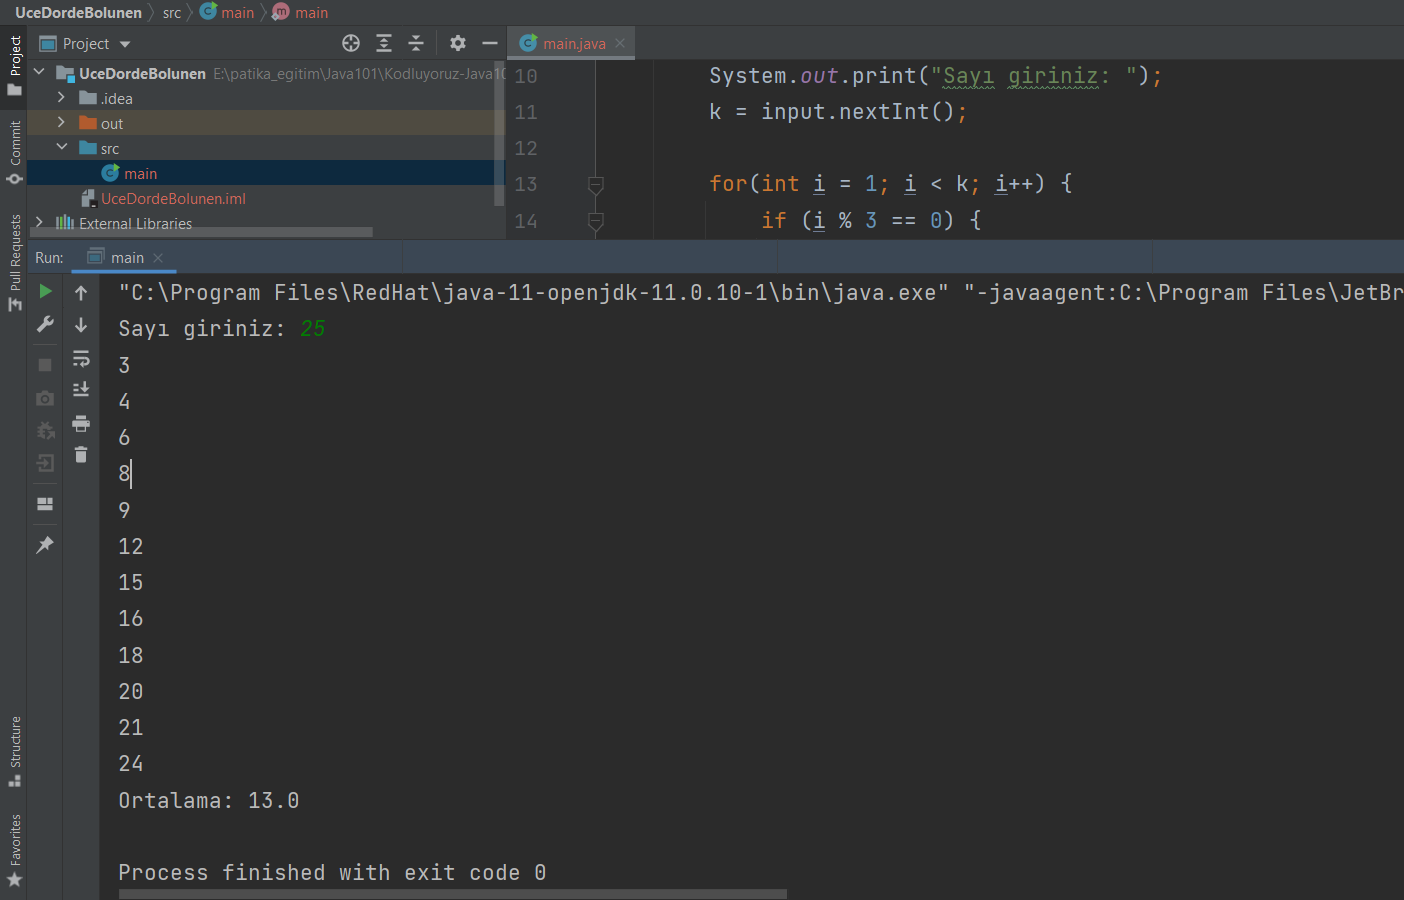 UceDordeBolunen src main main
Project
main.java
UceDordeBolunen E:\patika_egitim\Java101\Kodluyoruz-Java10
.idea
out
src
main
UceDordeBolunen.iml
External Libraries
10 System.out.print("Sayı giriniz: ");
11 k = input.nextInt();
12
13 for(int i = 1; i < k; i++) {
14 if (i % 3 == 0) {
Project
Commit
Pull Requests
Structure
Favorites
Run: main
"C:\Program Files\RedHat\java-11-openjdk-11.0.10-1\bin\java.exe" "-javaagent:C:\Program Files\JetBr
Sayı giriniz: 25
3
4
6
8
9
12
15
16
18
20
21
24
Ortalama: 13.0
Process finished with exit code 0